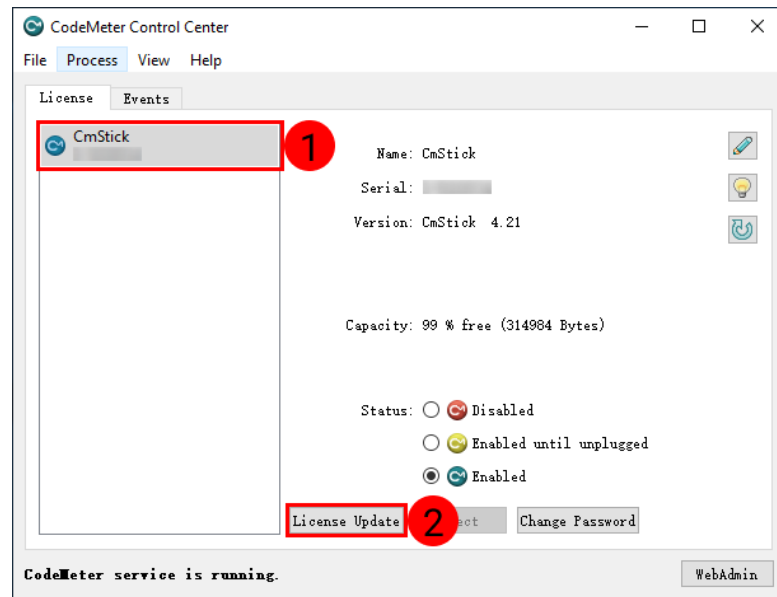 CodeMeter Control Center
File Process View Help
License Events
CmStick
1
Name: CmStick
Serial:
Version: CmStick 4.21
Capacity: 99 % free (314984 Bytes)
Status: Disabled
Enabled until unplugged
Enabled
License Update 2 Change Password
CodeMeter service is running. WebAdmin